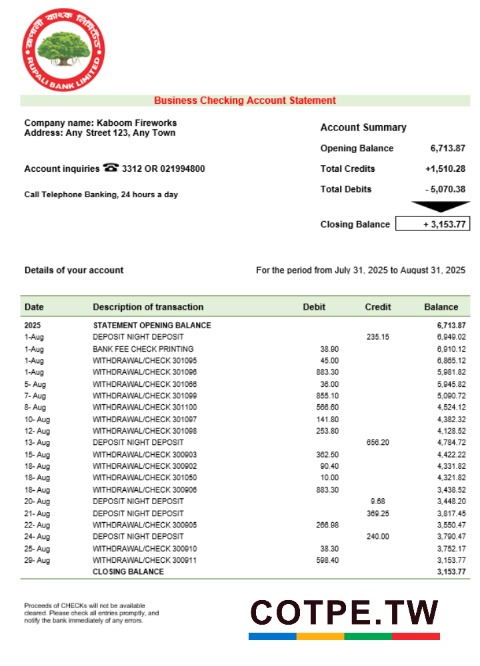 রূপালী ব্যাংক লিমিটেড
RUPALI BANK LIMITED
Business Checking Account Statement
Company name: Kaboom Fireworks
Address: Any Street 123, Any Town
Account Summary
Opening Balance 6,713.87
Account inquiries ☎ 3312 OR 021994800
Total Credits +1,510.28
Call Telephone Banking, 24 hours a day
Total Debits - 5,070.38
Closing Balance + 3,153.77
Details of your account For the period from July 31, 2025 to August 31, 2025
Date Description of transaction Debit Credit Balance
2025 STATEMENT OPENING BALANCE 6,713.87
1-Aug DEPOSIT NIGHT DEPOSIT 235.15 6,949.02
1-Aug BANK FEE CHECK PRINTING 38.90 6,910.12
1-Aug WITHDRAWAL/CHECK 301095 45.00 6,865.12
1-Aug WITHDRAWAL/CHECK 301096 883.30 5,981.82
5- Aug WITHDRAWAL/CHECK 301066 36.00 5,945.82
7- Aug WITHDRAWAL/CHECK 301099 855.10 5,090.72
8- Aug WITHDRAWAL/CHECK 301100 566.60 4,524.12
10- Aug WITHDRAWAL/CHECK 301097 141.80 4,382.32
12- Aug WITHDRAWAL/CHECK 301098 253.80 4,128.52
13- Aug DEPOSIT NIGHT DEPOSIT 656.20 4,784.72
15- Aug WITHDRAWAL/CHECK 300903 362.50 4,422.22
18- Aug WITHDRAWAL/CHECK 300902 90.40 4,331.82
18- Aug WITHDRAWAL/CHECK 301050 10.00 4,321.82
18- Aug WITHDRAWAL/CHECK 300906 883.30 3,438.52
20- Aug DEPOSIT NIGHT DEPOSIT 9.68 3,448.20
21- Aug DEPOSIT NIGHT DEPOSIT 369.25 3,817.45
22- Aug WITHDRAWAL/CHECK 300905 266.98 3,550.47
24- Aug DEPOSIT NIGHT DEPOSIT 240.00 3,790.47
25- Aug WITHDRAWAL/CHECK 300910 38.30 3,752.17
29- Aug WITHDRAWAL/CHECK 300911 598.40 3,153.77
CLOSING BALANCE 3,153.77
Proceeds of CHECKs will not be available
cleared. Please check all entries promptly, and
notify the bank immediately of any errors.
COTPE.TW